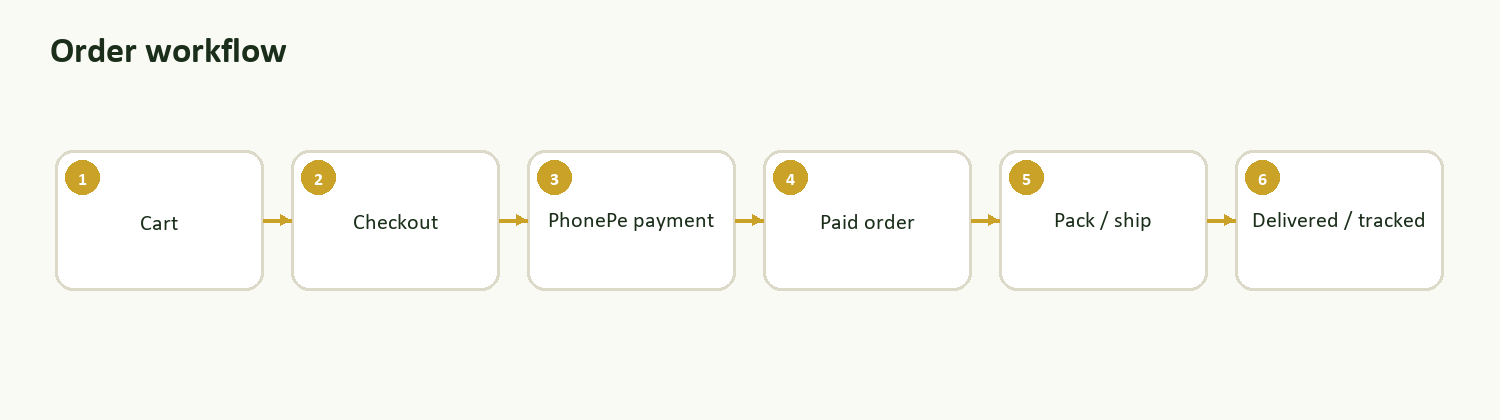 Order workflow
1
Cart
2
Checkout
3
PhonePe payment
4
Paid order
5
Pack / ship
6
Delivered / tracked